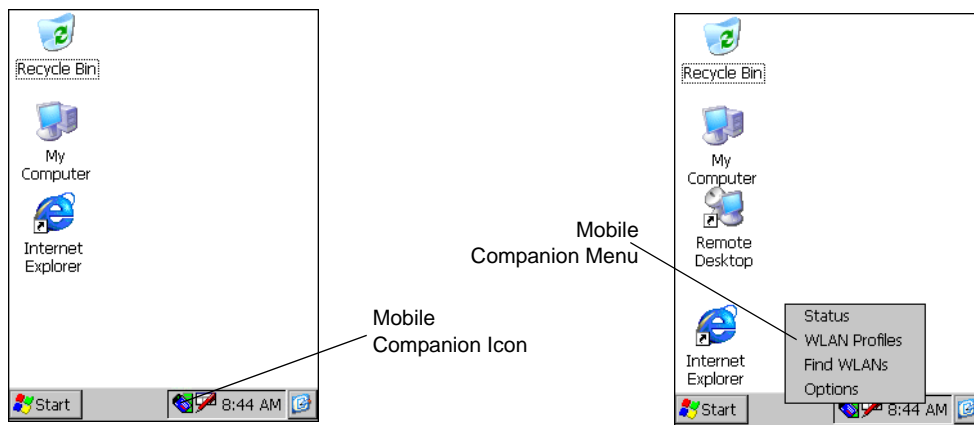 Recycle Bin
My
Computer
Internet
Explorer
Start
8:44 AM
Mobile
Companion Icon
Mobile
Companion Menu
Recycle Bin
My
Computer
Remote
Desktop
Internet
Explorer
Status
WLAN Profiles
Find WLANs
Options
Start
8:44 AM